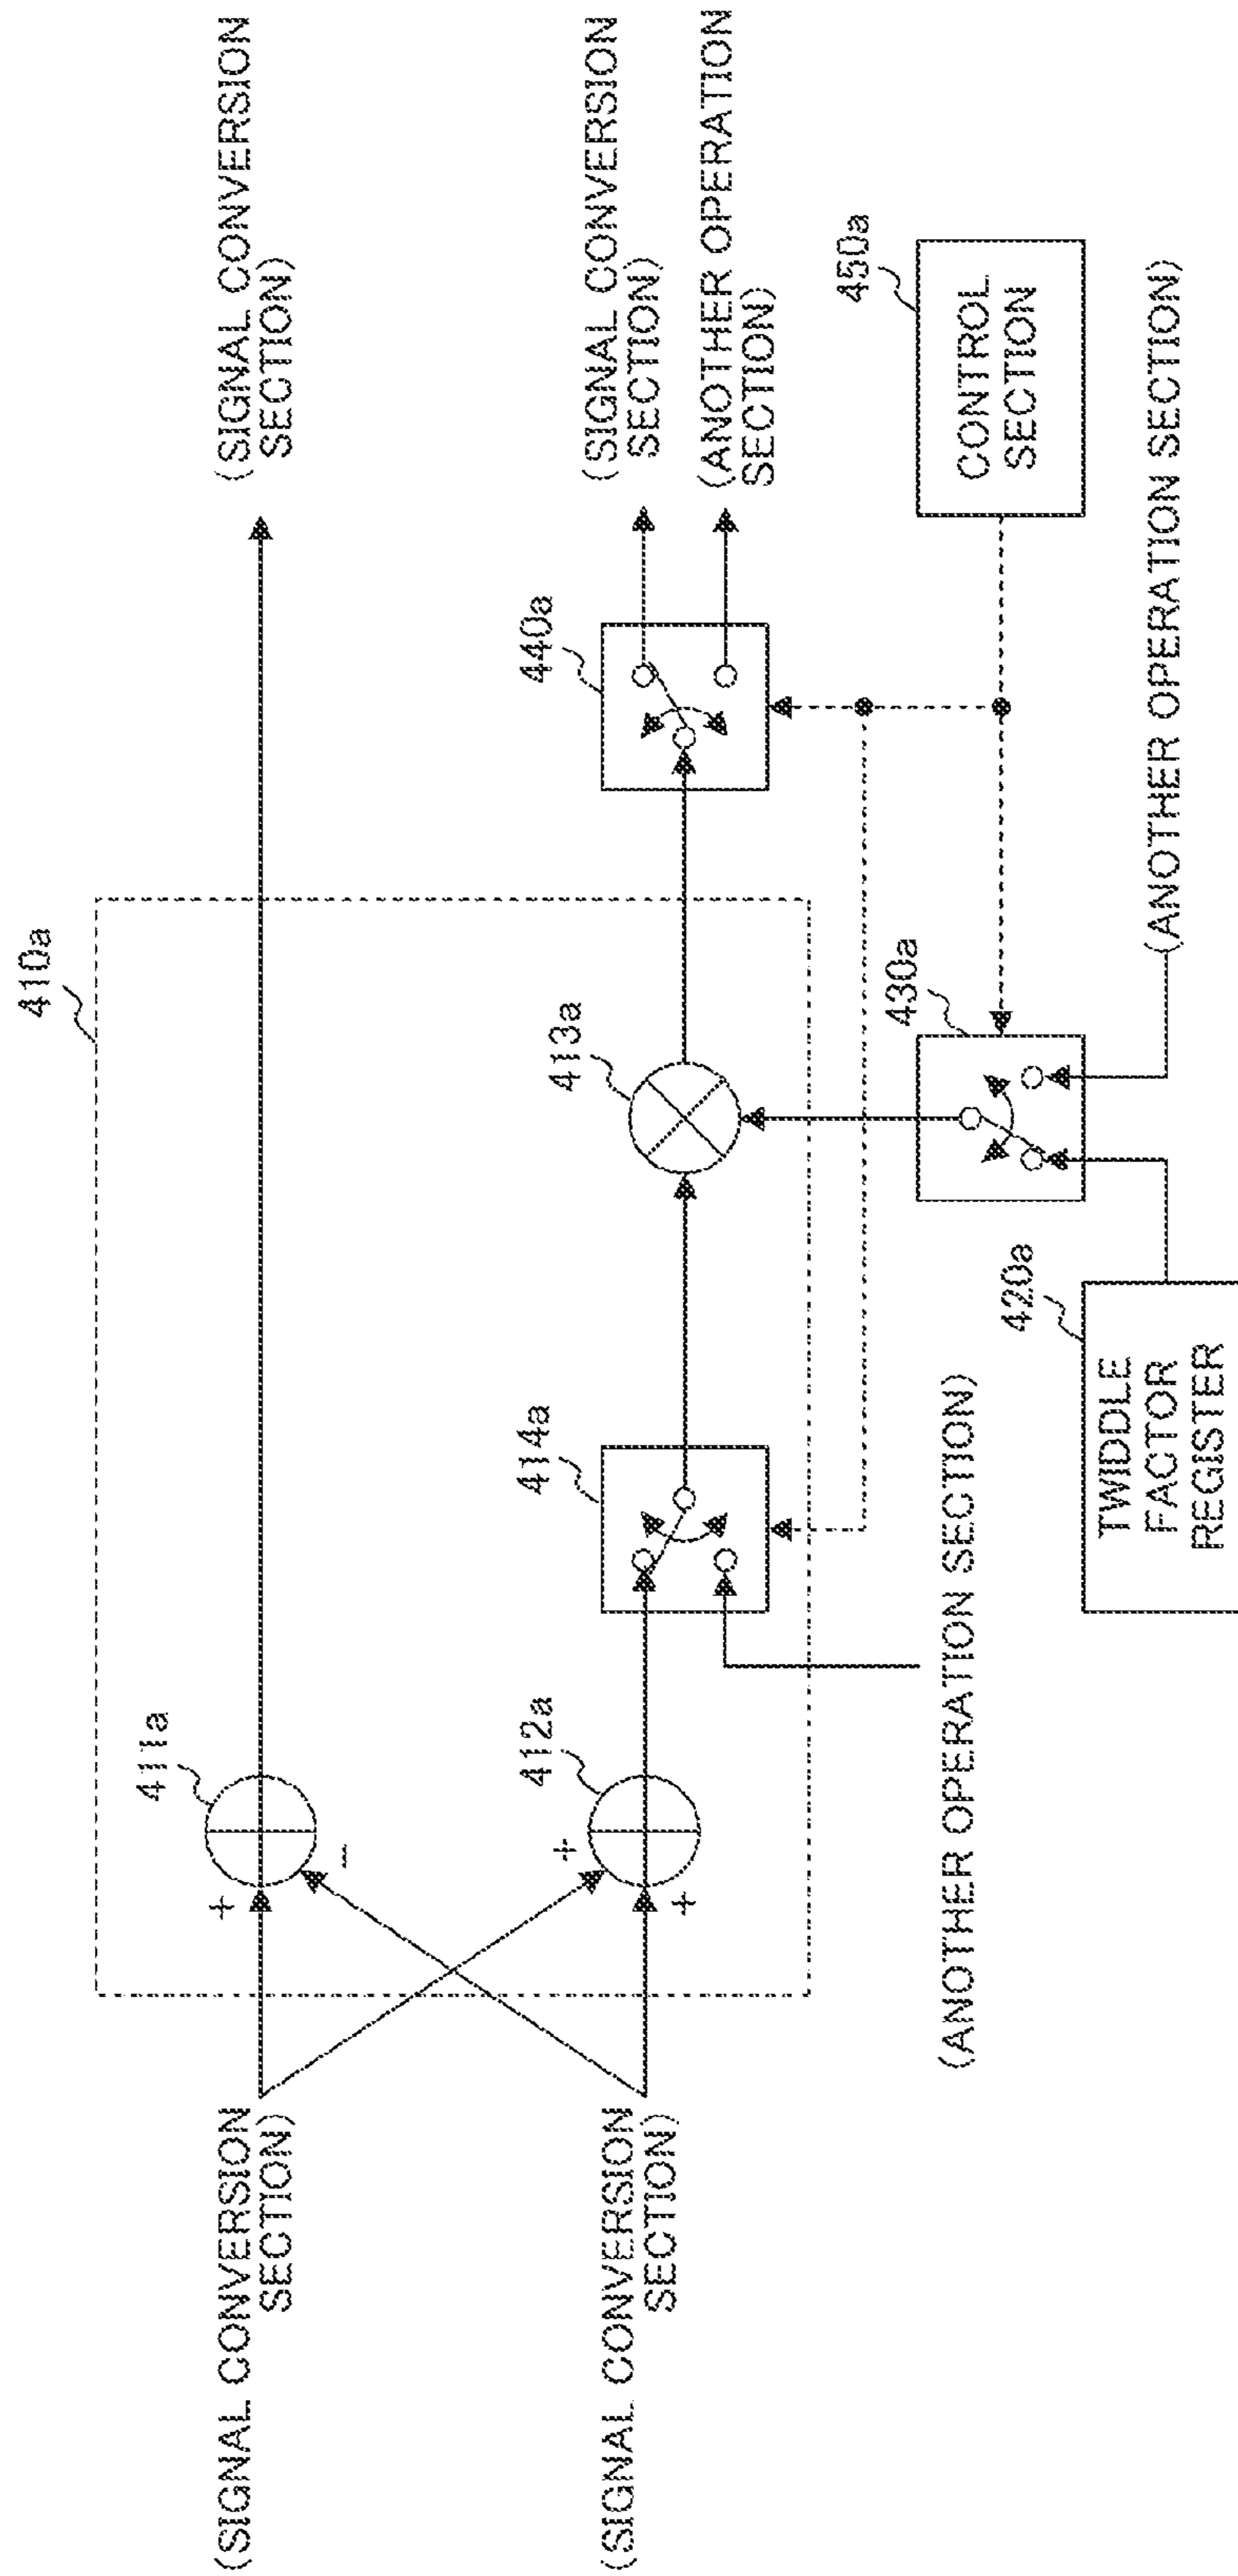 410a
(SIGNAL CONVERSION
SECTION)
+
-
411a
(SIGNAL CONVERSION
SECTION)
(SIGNAL CONVERSION
SECTION)
+
+
412a
414a
413a
440a
(SIGNAL CONVERSION
SECTION)
(ANOTHER OPERATION
SECTION)
(ANOTHER OPERATION SECTION)
430a
450a
CONTROL
SECTION
420a
TWIDDLE
FACTOR
REGISTER
(ANOTHER OPERATION SECTION)